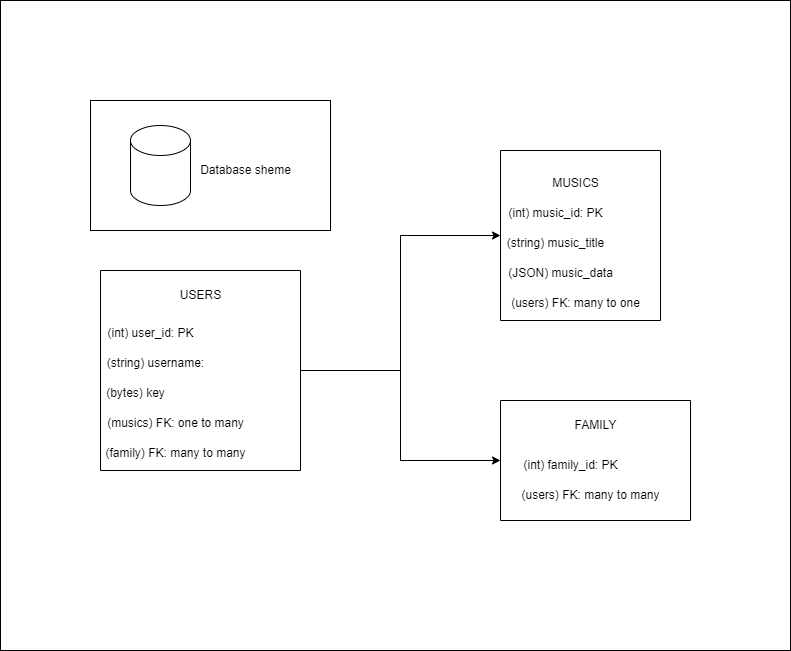 Database sheme
USERS
(int) user_id: PK
(string) username:
(bytes) key
(musics) FK: one to many
(family) FK: many to many
MUSICS
(int) music_id: PK
(string) music_title
(JSON) music_data
(users) FK: many to one
FAMILY
(int) family_id: PK
(users) FK: many to many